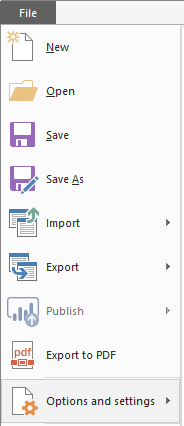 File
New
Open
Save
Save As
Import
Export
Publish
pdf
Export to PDF
Options and settings